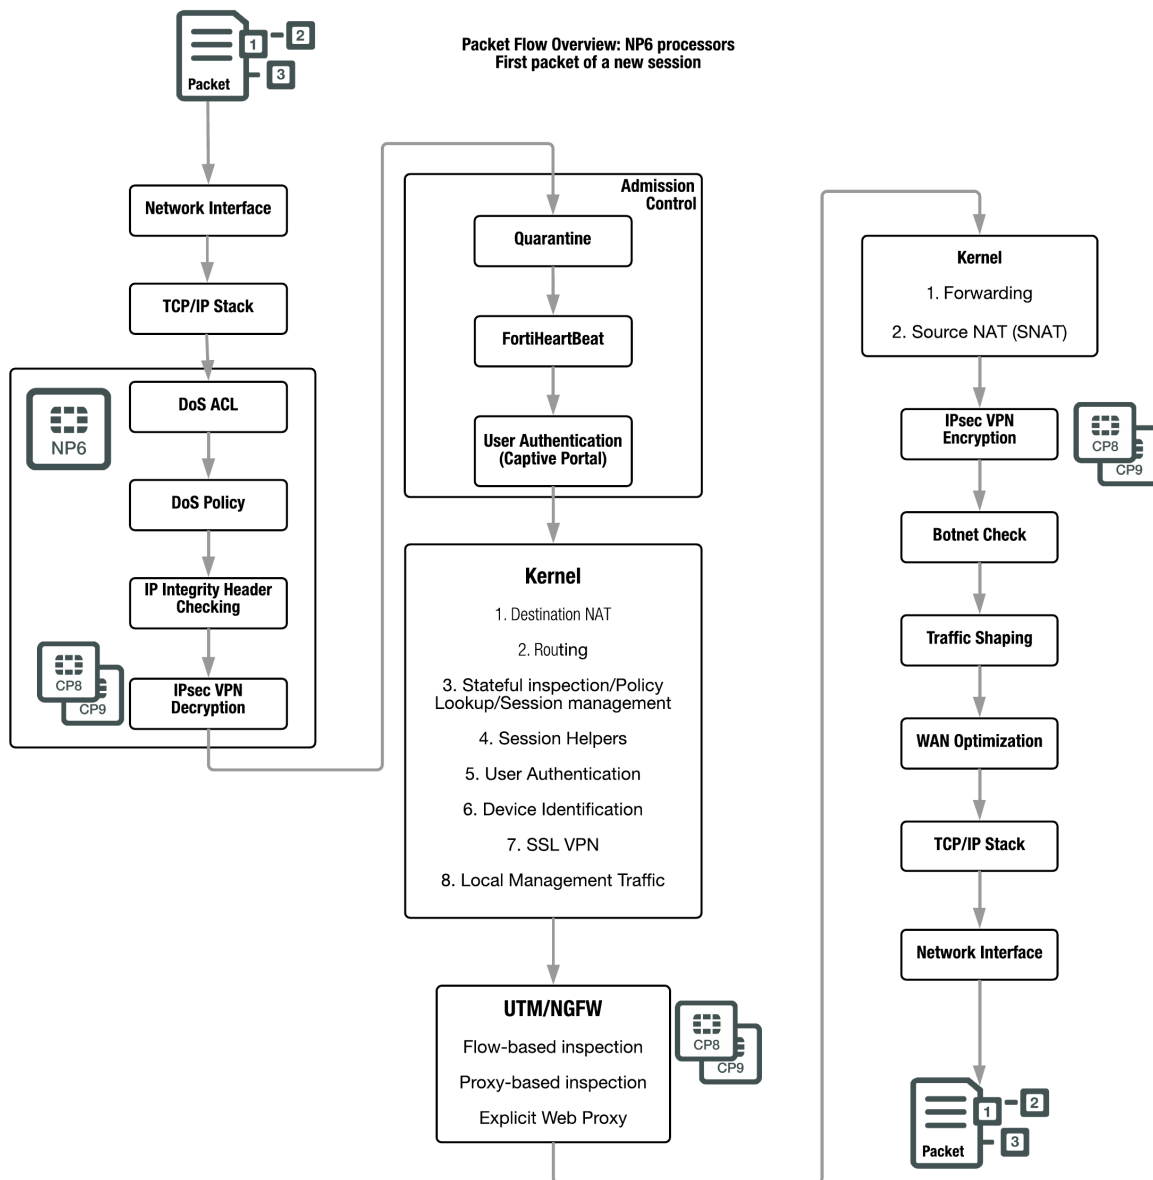 Packet Flow Overview: NP6 processors
First packet of a new session
1
2
3
Packet
Network Interface
TCP/IP Stack
NP6
DoS ACL
DoS Policy
IP Integrity Header
Checking
CP8
CP9
IPsec VPN
Decryption
Admission
Control
Quarantine
FortiHeartBeat
User Authentication
(Captive Portal)
Kernel
1. Destination NAT
2. Routing
3. Stateful inspection/Policy
Lookup/Session management
4. Session Helpers
5. User Authentication
6. Device Identification
7. SSL VPN
8. Local Management Traffic
UTM/NGFW
Flow-based inspection
Proxy-based inspection
Explicit Web Proxy
CP8
CP9
Kernel
1. Forwarding
2. Source NAT (SNAT)
IPsec VPN
Encryption
CP8
CP9
Botnet Check
Traffic Shaping
WAN Optimization
TCP/IP Stack
Network Interface
1
2
3
Packet